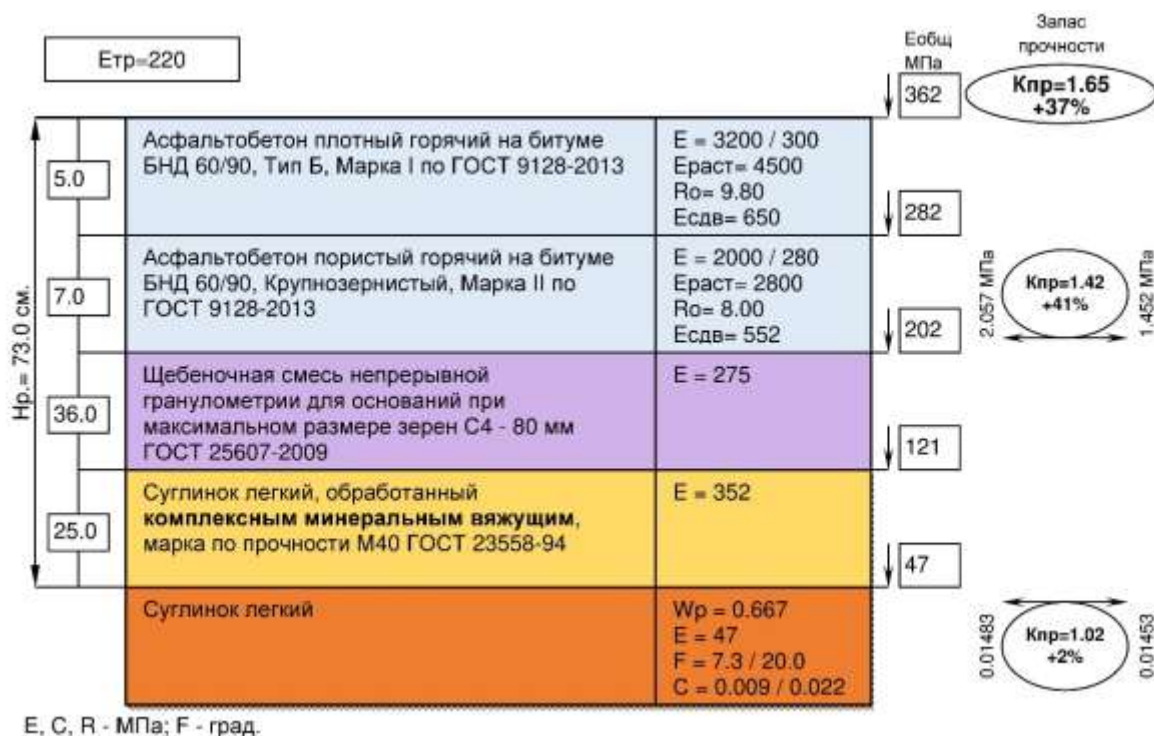 Етр=220
Еобщ
МПа
Запас
прочности
362
Кпр=1.65
+37%
Нр.= 73.0 см.
5.0
Асфальтобетон плотный горячий на битуме
БНД 60/90, Тип Б, Марка I по ГОСТ 9128-2013
E = 3200 / 300
Eраст= 4500
Ro= 9.80
Eсдв= 650
282
7.0
Асфальтобетон пористый горячий на битуме
БНД 60/90, Крупнозернистый, Марка II по
ГОСТ 9128-2013
E = 2000 / 280
Eраст= 2800
Ro= 8.00
Eсдв= 552
202
2.057 МПа
Кпр=1.42
+41%
1.452 МПа
36.0
Щебеночная смесь непрерывной
гранулометрии для оснований при
максимальном размере зерен С4 - 80 мм
ГОСТ 25607-2009
E = 275
121
25.0
Суглинок легкий, обработанный
комплексным минеральным вяжущим,
марка по прочности М40 ГОСТ 23558-94
E = 352
47
Суглинок легкий
Wp = 0.667
E = 47
F = 7.3 / 20.0
C = 0.009 / 0.022
0.01483
Кпр=1.02
+2%
0.01453
E, C, R - МПа; F - град.